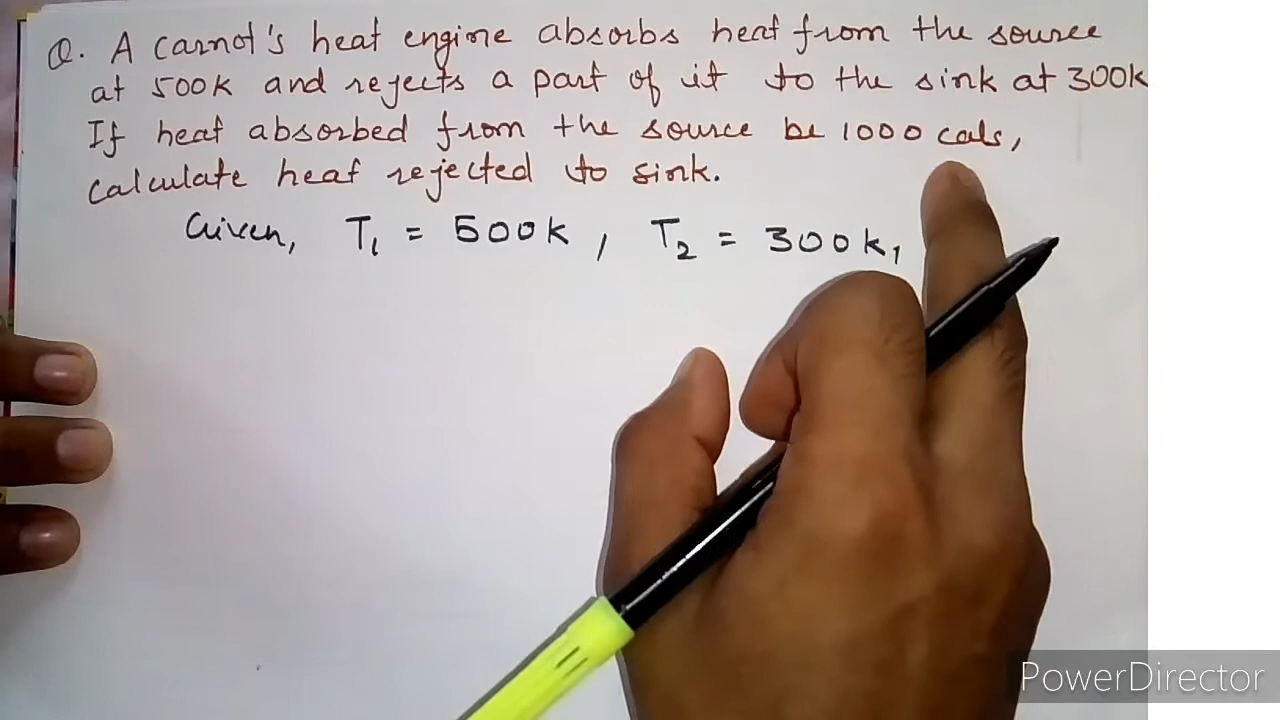 Q. A carnot's heat engine absorbs heat from the source
at 500K and rejects a part of it to the sink at 300K
If heat absorbed from the source be 1000 cals,
calculate heat rejected to sink.
Given, T₁ = 500K, T₂ = 300K,
PowerDirector